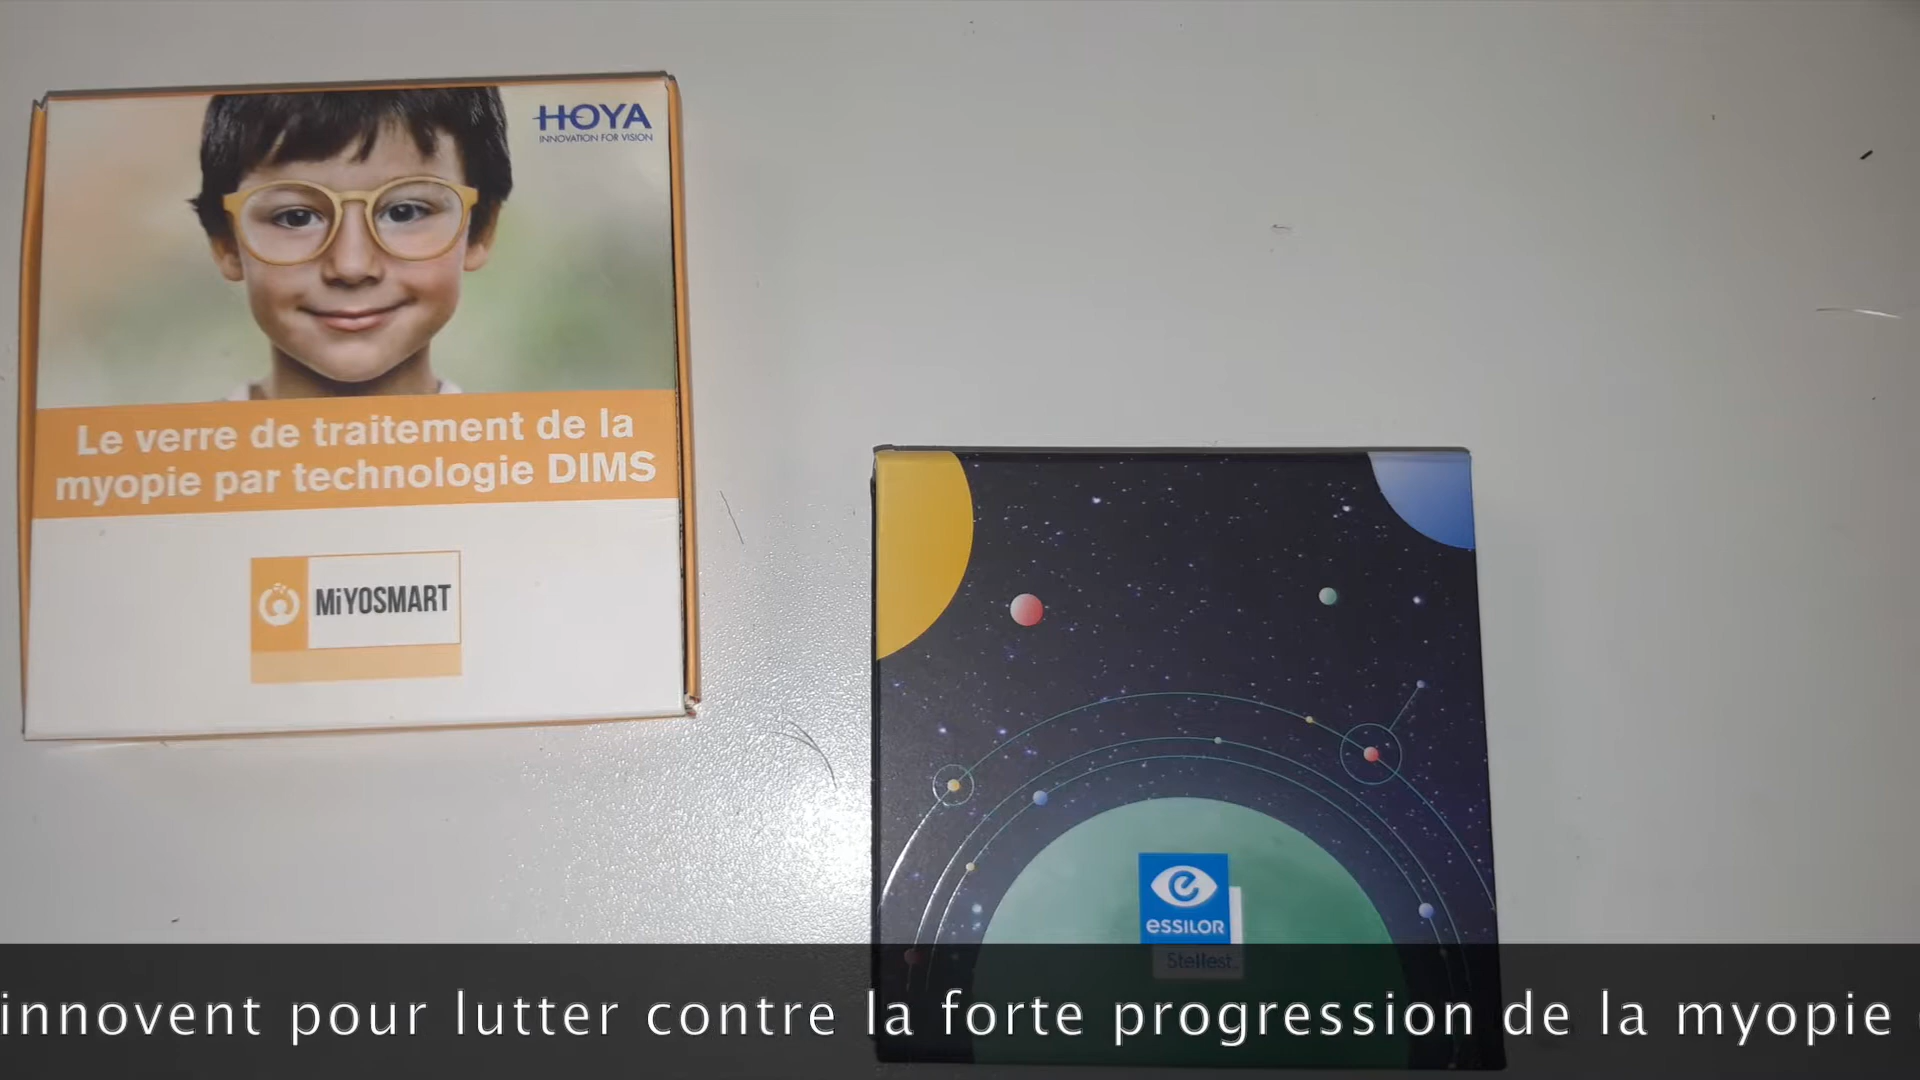 HOYA
INNOVATION FOR VISION
Le verre de traitement de la
myopie par technologie DIMS
MiYOSMART
essilor
Stellest
innovent pour lutter contre la forte progression de la myopie